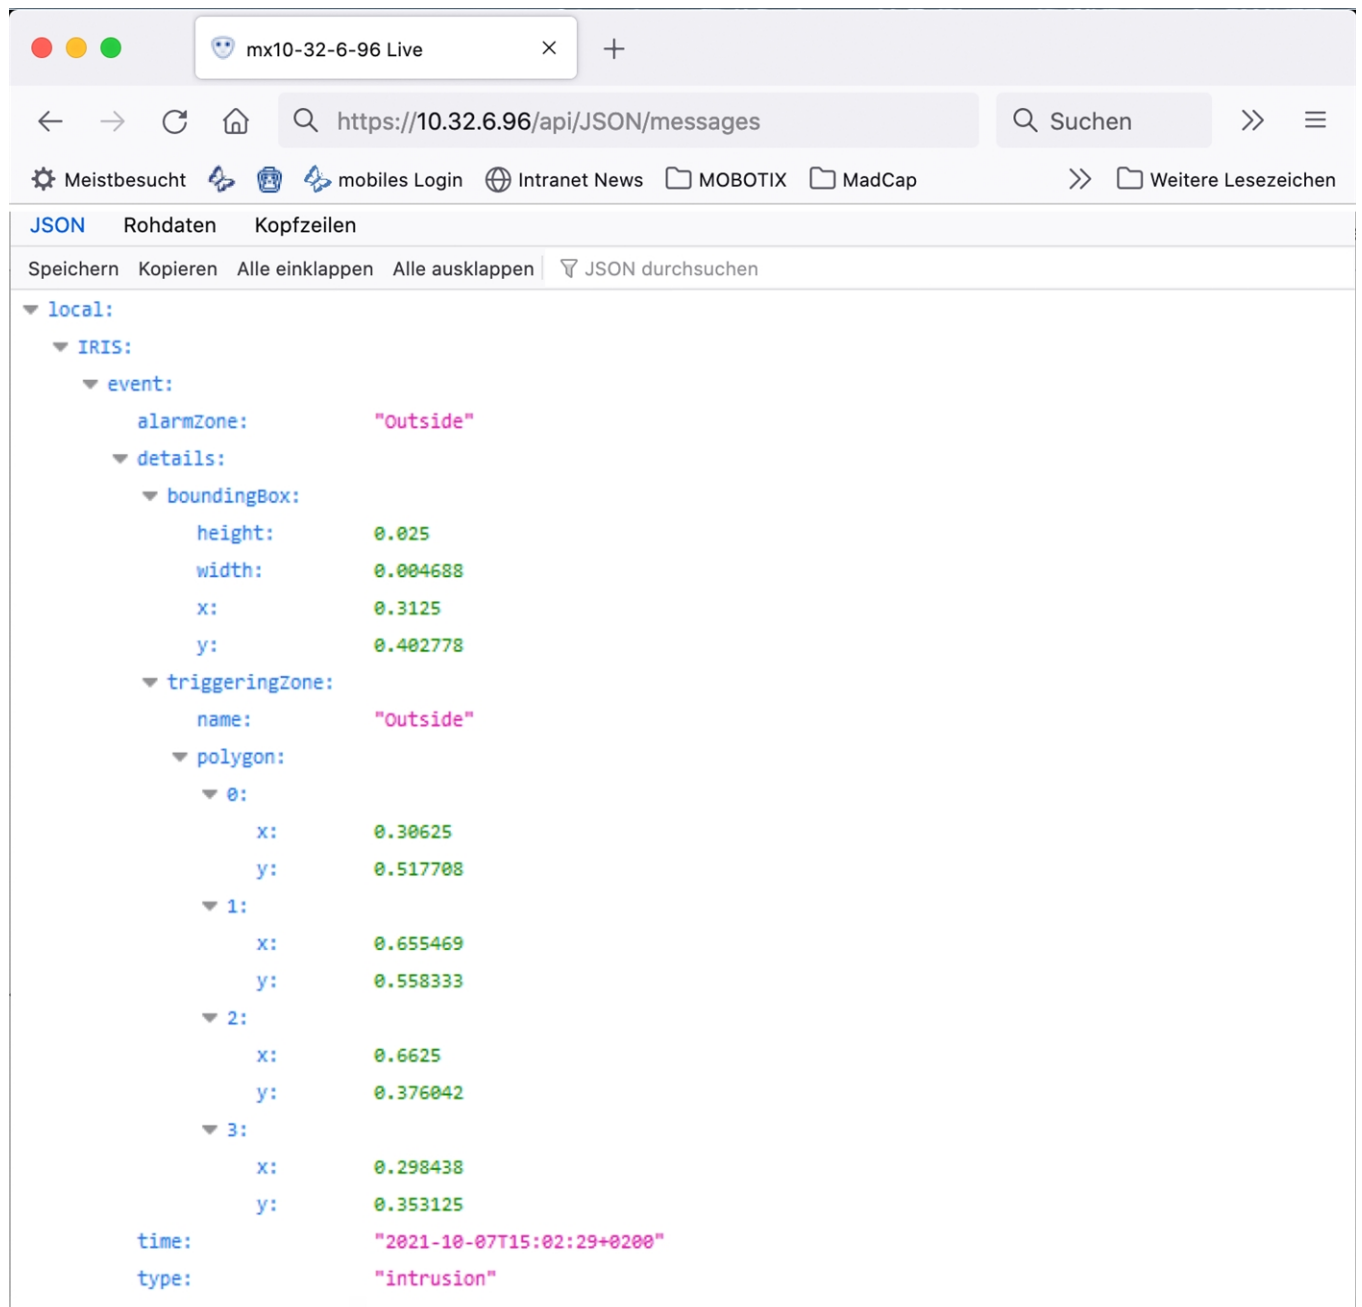 mx10-32-6-96 Live
https://10.32.6.96/api/JSON/messages
Suchen
Meistbesucht mobiles Login Intranet News MOBOTIX MadCap Weitere Lesezeichen
JSON Rohdaten Kopfzeilen
Speichern Kopieren Alle einklappen Alle ausklappen JSON durchsuchen
local:
IRIS:
event:
alarmZone: "Outside"
details:
boundingBox:
height: 0.025
width: 0.004688
x: 0.3125
y: 0.402778
triggeringZone:
name: "Outside"
polygon:
0:
x: 0.30625
y: 0.517708
1:
x: 0.655469
y: 0.558333
2:
x: 0.6625
y: 0.376042
3:
x: 0.298438
y: 0.353125
time: "2021-10-07T15:02:29+0200"
type: "intrusion"